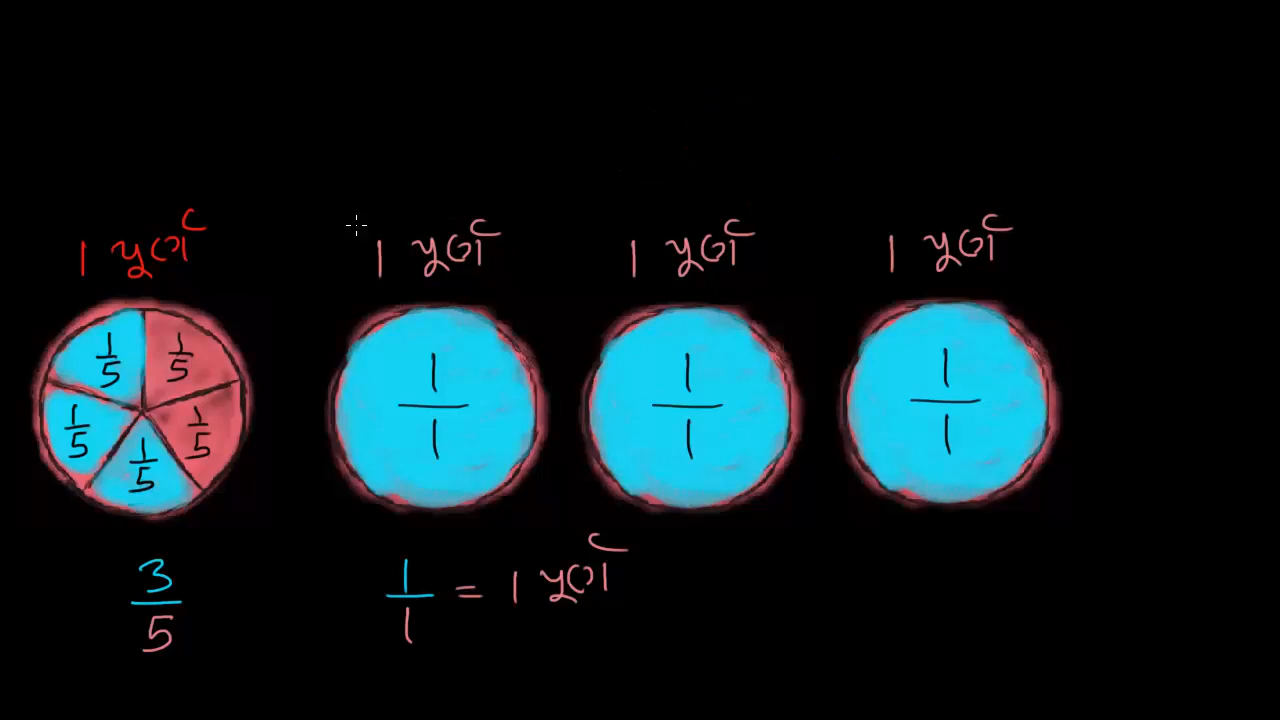 1 પૂર્ણ 1 પૂર્ણ 1 પૂર્ણ 1 પૂર્ણ
1/5 1/5 1/1 1/1 1/1
1/5 1/5
1/5
3/5 1/1 = 1 પૂર્ણ